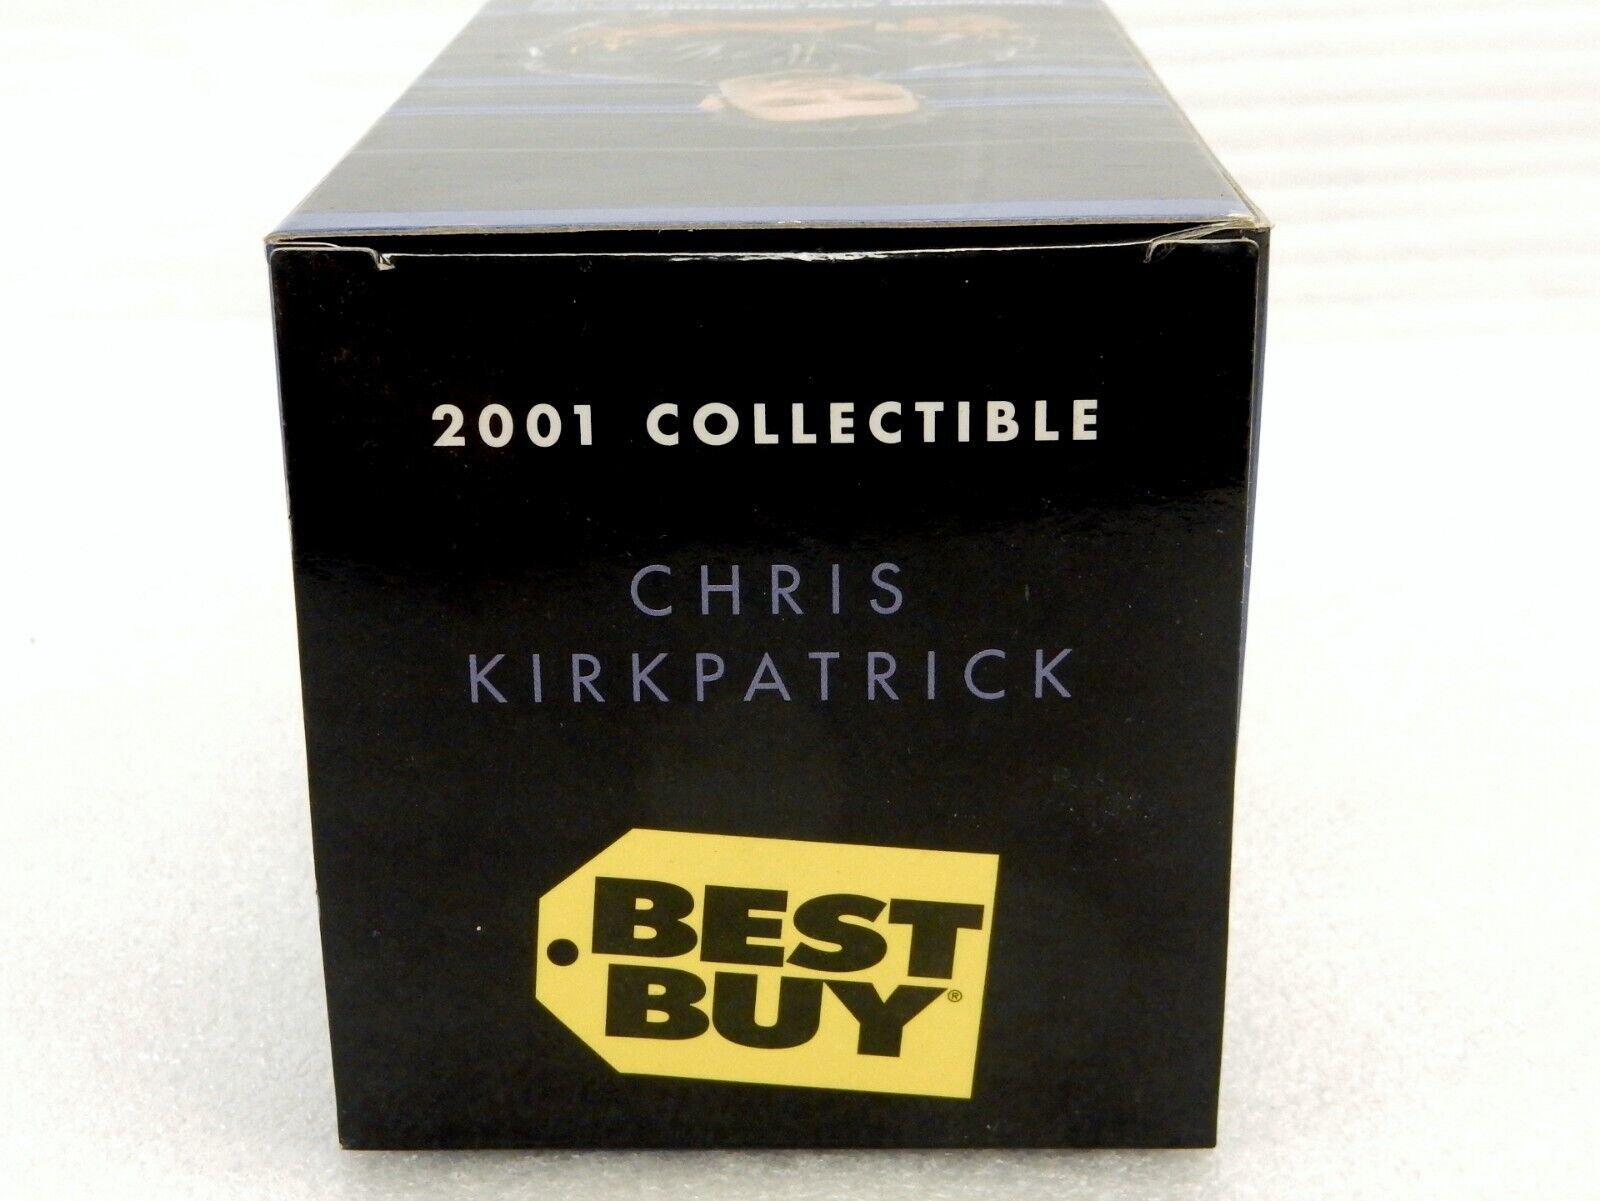 2001 COLLECTIBLE
CHRIS
KIRKPATRICK
BEST
BUY®